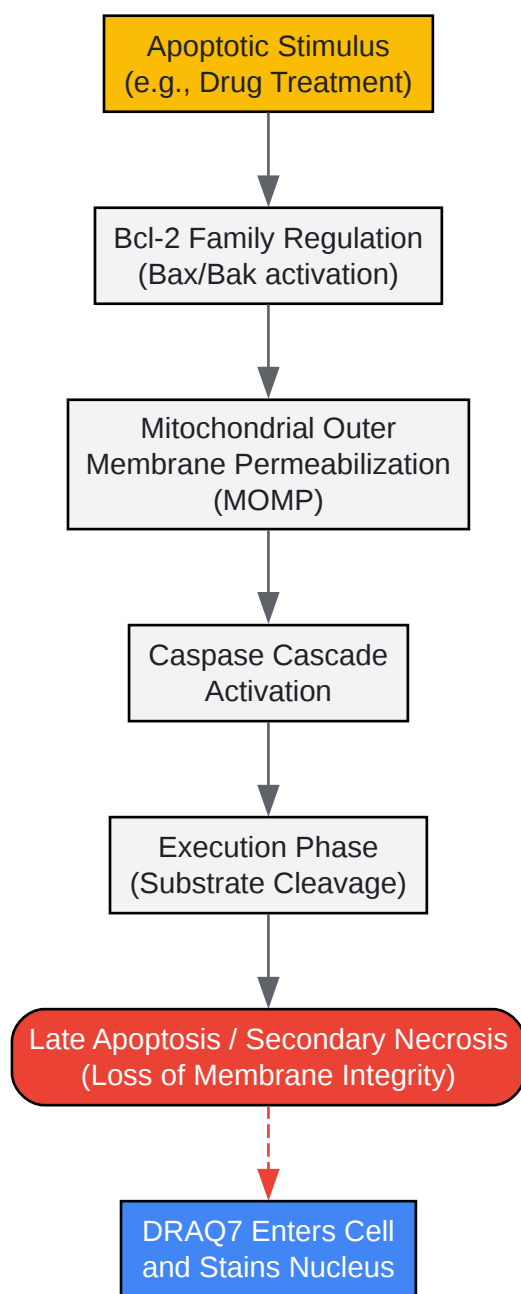 Apoptotic Stimulus
(e.g., Drug Treatment)
Bcl-2 Family Regulation
(Bax/Bak activation)
Mitochondrial Outer
Membrane Permeabilization
(MOMP)
Caspase Cascade
Activation
Execution Phase
(Substrate Cleavage)
Late Apoptosis / Secondary Necrosis
(Loss of Membrane Integrity)
DRAQ7 Enters Cell
and Stains Nucleus